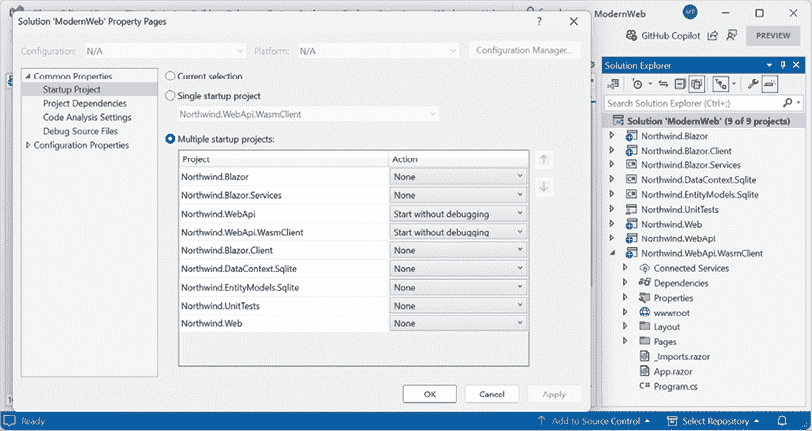 Solution 'ModernWeb' Property Pages
?
ModernWeb
MP
Configuration: N/A
Platform: N/A
Configuration Manager...
GitHub Copilot
PREVIEW
Common Properties
Startup Project
Project Dependencies
Code Analysis Settings
Debug Source Files
Configuration Properties
Current selection
Single startup project
Northwind.WebApi.WasmClient
Multiple startup projects:
Project Action
Northwind.Blazor None
Northwind.Blazor.Services None
Northwind.WebApi Start without debugging
Northwind.WebApi.WasmClient Start without debugging
Northwind.Blazor.Client None
Northwind.DataContext.Sqlite None
Northwind.EntityModels.Sqlite None
Northwind.UnitTests None
Northwind.Web None
OK Cancel Apply
Solution Explorer
Search Solution Explorer (Ctrl+;)
Solution 'ModernWeb' (9 of 9 projects)
Northwind.Blazor
Northwind.Blazor.Client
Northwind.Blazor.Services
Northwind.DataContext.Sqlite
Northwind.EntityModels.Sqlite
Northwind.UnitTests
Northwind.Web
Northwind.WebApi
Northwind.WebApi.WasmClient
Connected Services
Dependencies
Properties
wwwroot
Layout
Pages
_Imports.razor
App.razor
C# Program.cs
Ready
Add to Source Control
Select Repository